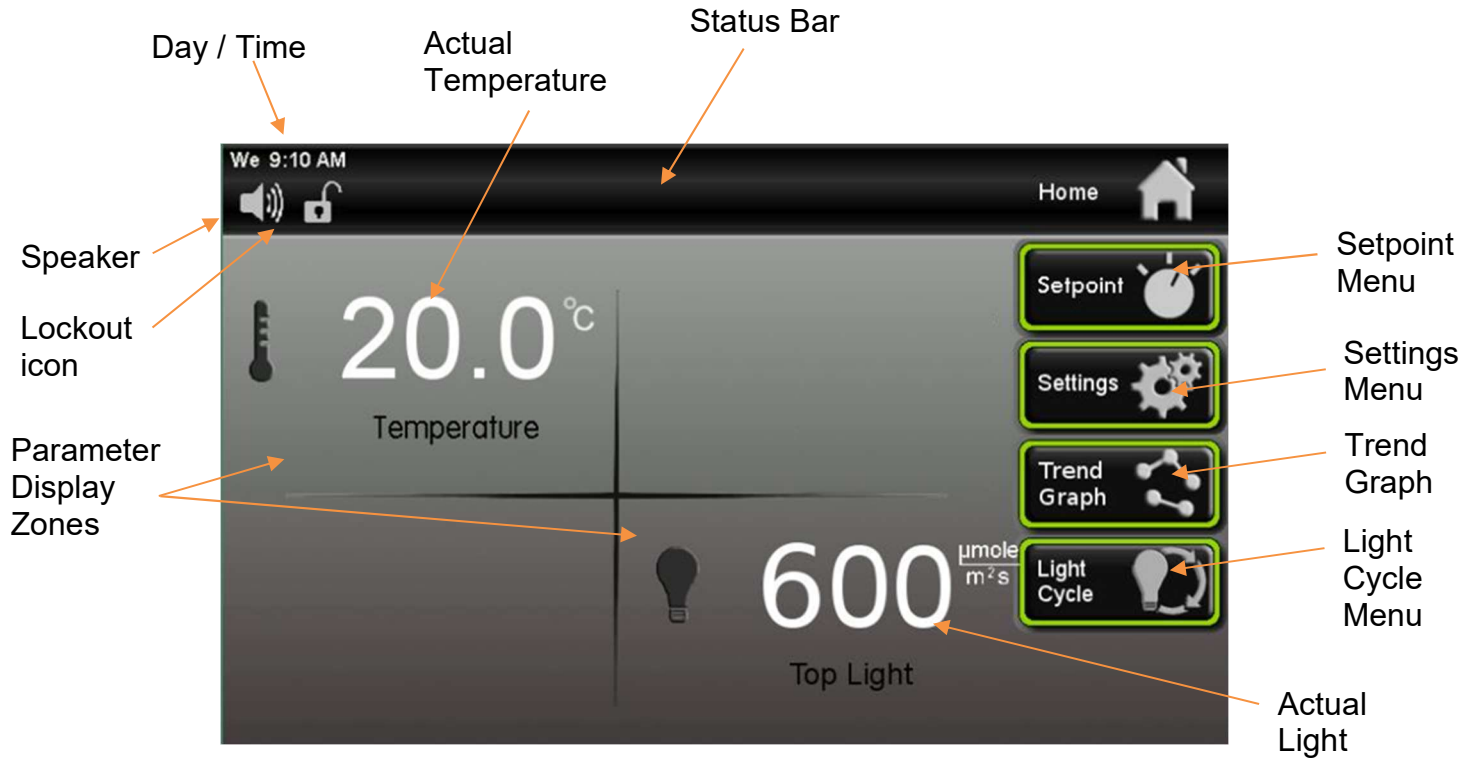 Status Bar
Day / Time
Actual
Temperature
We 9:10 AM
Home
Speaker
Setpoint
Menu
Setpoint
20.0 °C
Lockout
icon
Settings
Menu
Settings
Temperature
Parameter
Display
Zones
Trend
Graph
Trend
Graph
600 µmole
m²s
Light
Cycle
Light
Cycle
Menu
Top Light
Actual
Light